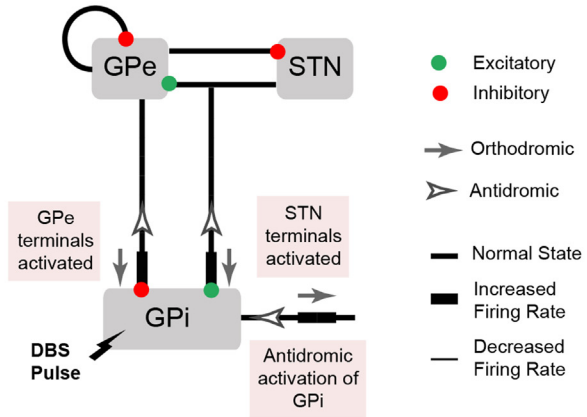 GPe
STN
GPe
terminals
activated
STN
terminals
activated
GPi
DBS
Pulse
Antidromic
activation of
GPi
Excitatory
Inhibitory
Orthodromic
Antidromic
Normal State
Increased
Firing Rate
Decreased
Firing Rate